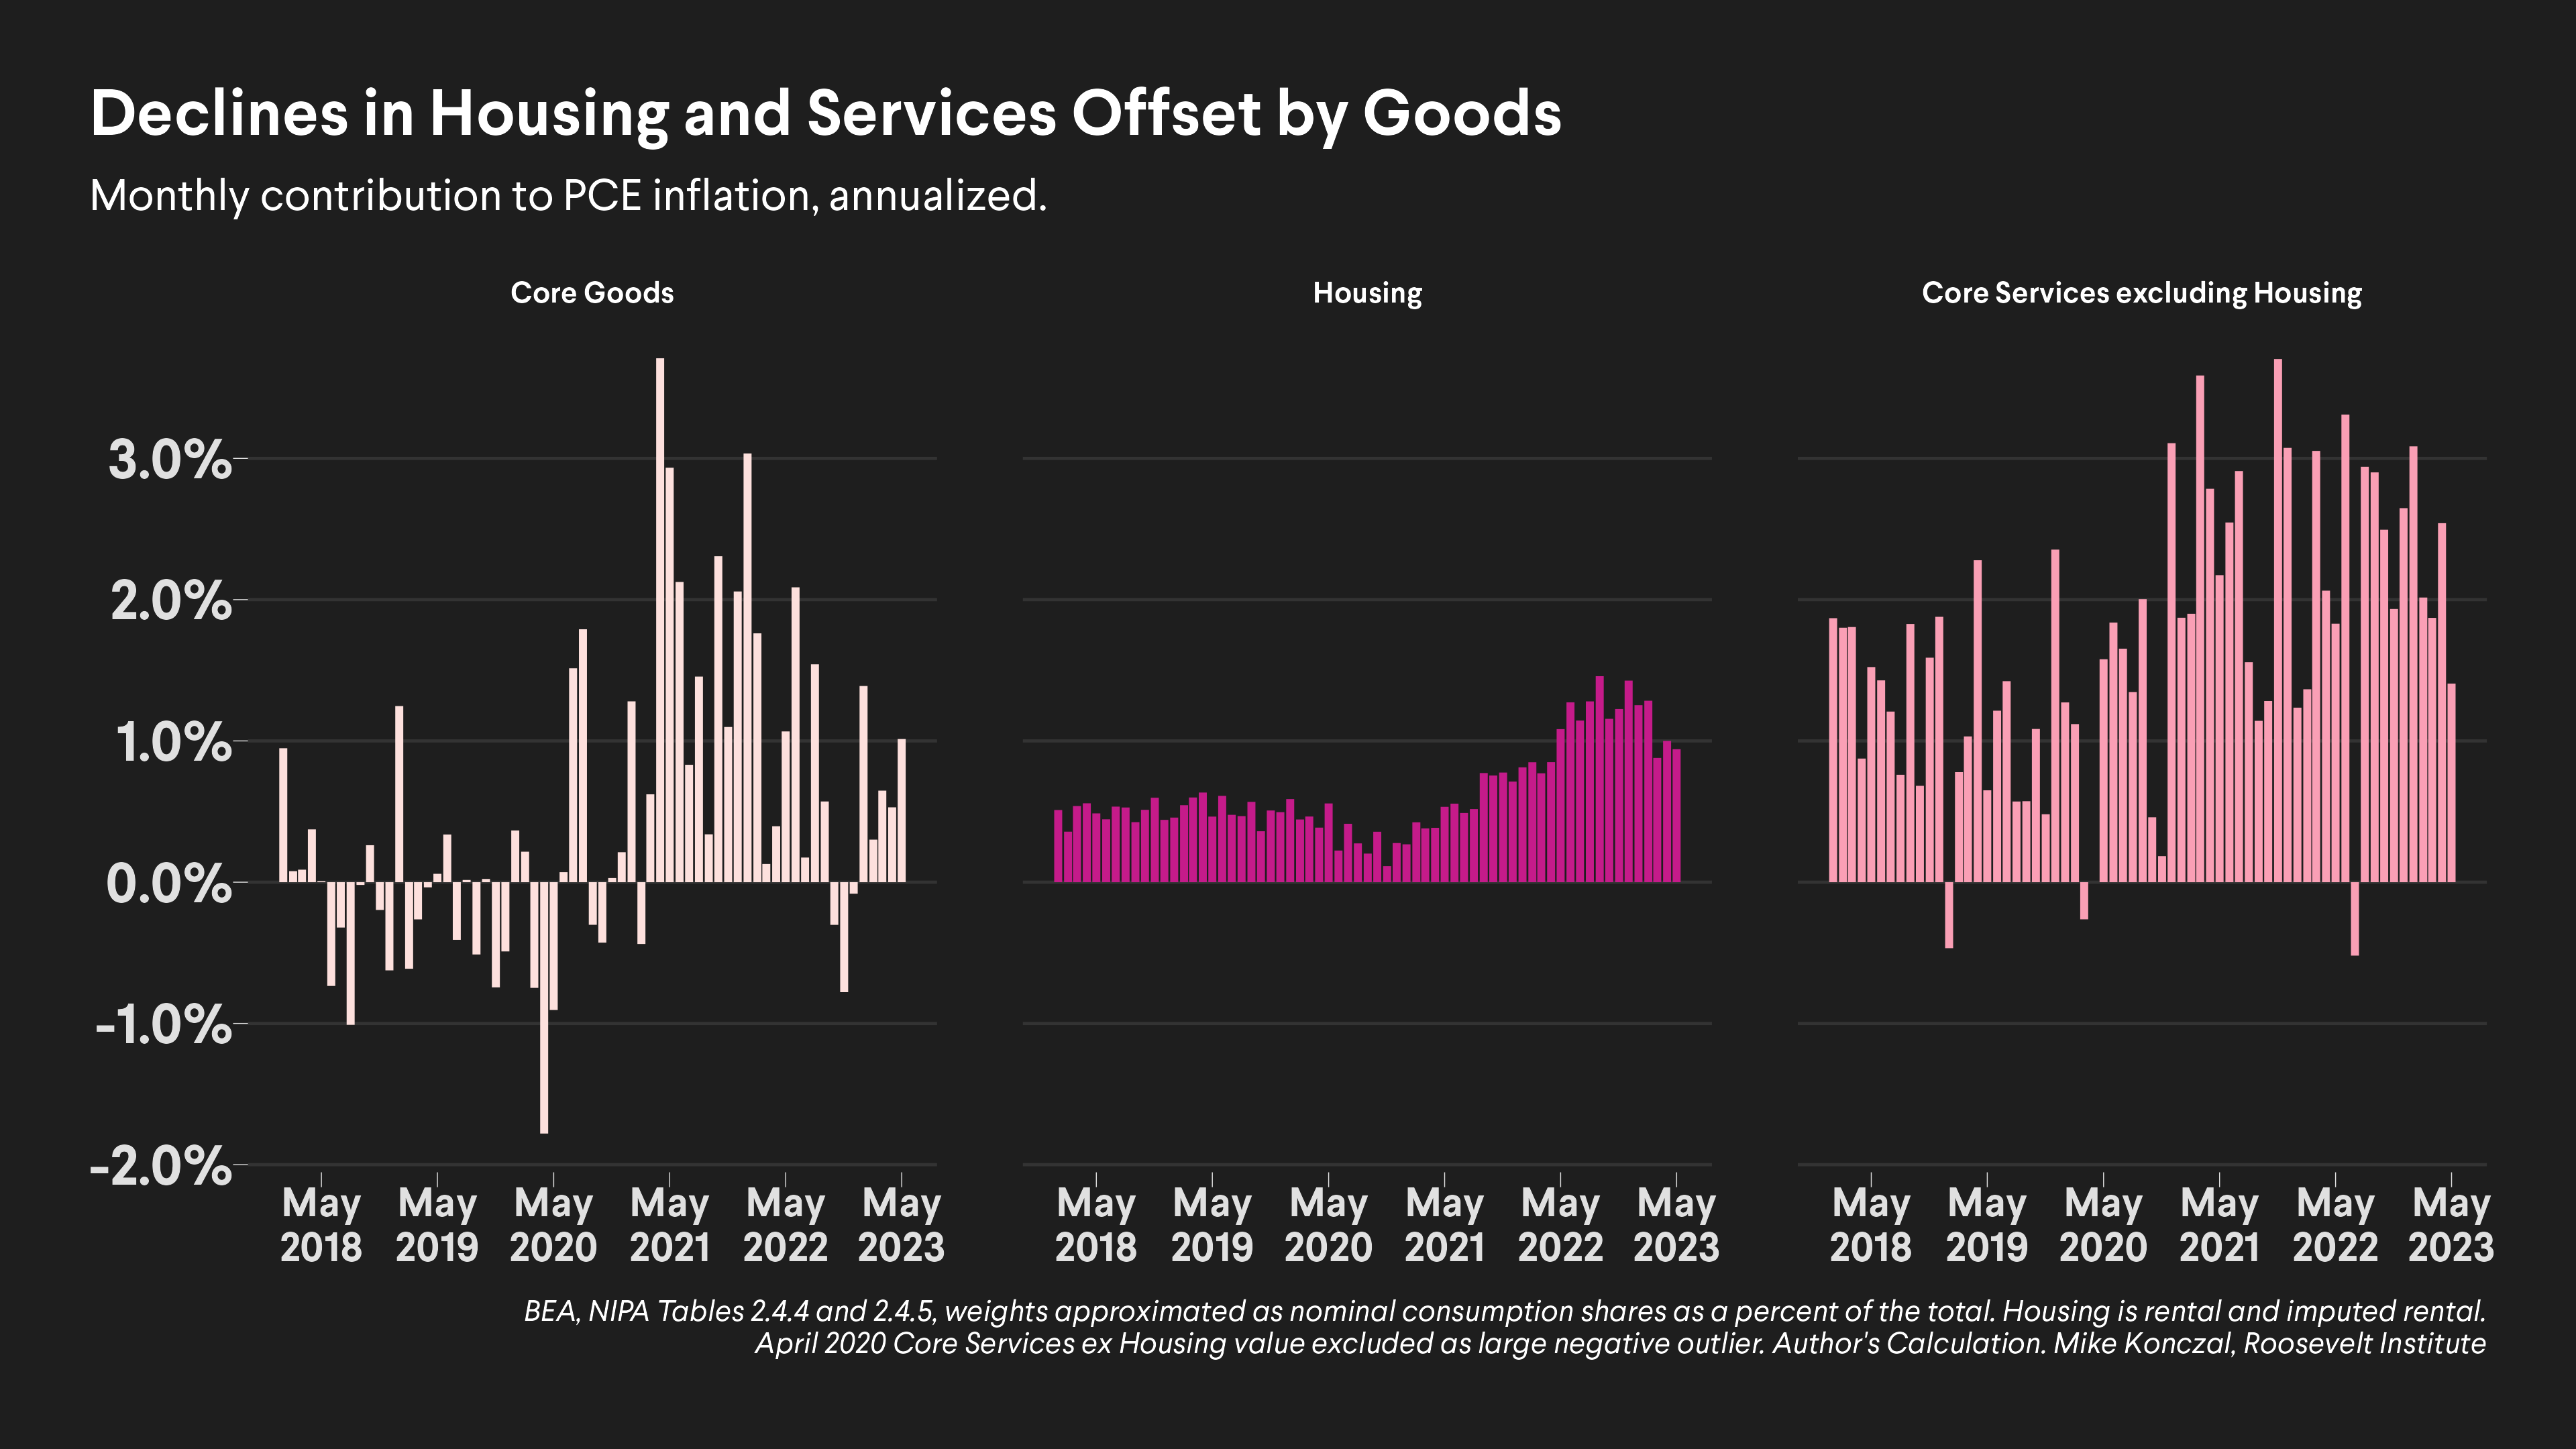 Declines in Housing and Services Offset by Goods
Monthly contribution to PCE inflation, annualized.
Core Goods
Housing
Core Services excluding Housing
3.0%
2.0%
1.0%
0.0%
-1.0%
-2.0%
May May May May May May
2018 2019 2020 2021 2022 2023
May May May May May May
2018 2019 2020 2021 2022 2023
May May May May May May
2018 2019 2020 2021 2022 2023
BEA, NIPA Tables 2.4.4 and 2.4.5, weights approximated as nominal consumption shares as a percent of the total. Housing is rental and imputed rental.
April 2020 Core Services ex Housing value excluded as large negative outlier. Author's Calculation. Mike Konczal, Roosevelt Institute